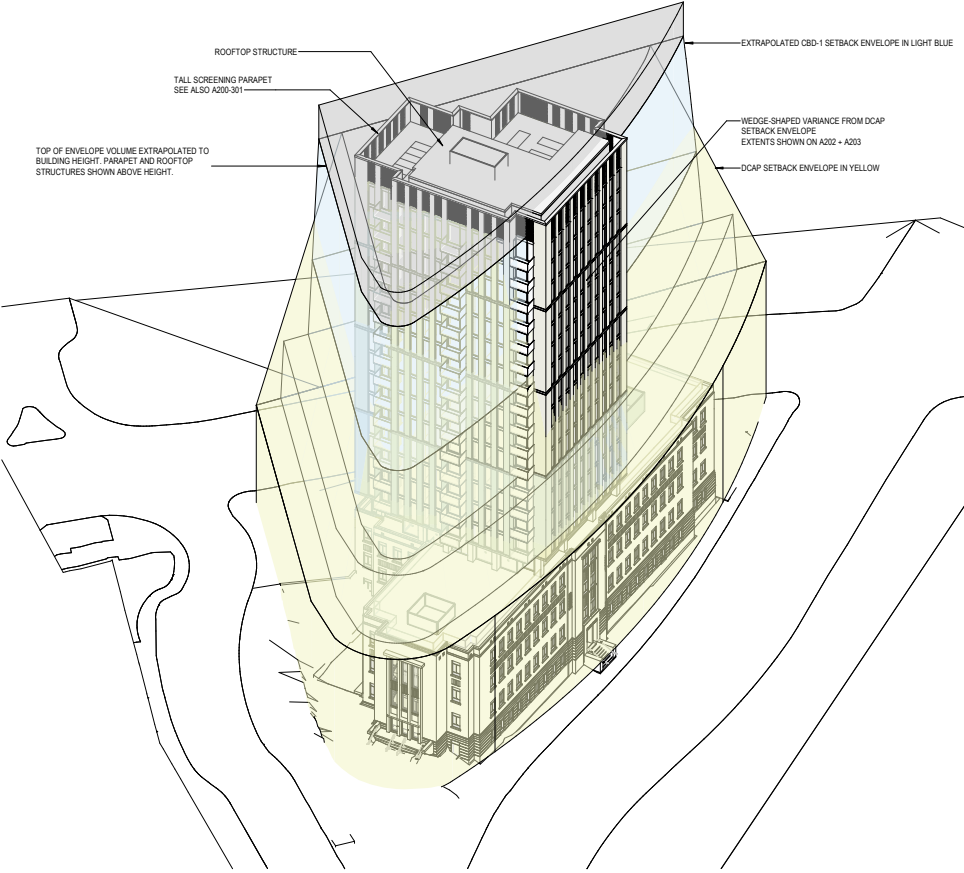 ROOFTOP STRUCTURE
TALL SCREENING PARAPET
SEE ALSO A200-301
TOP OF ENVELOPE VOLUME EXTRAPOLATED TO
BUILDING HEIGHT. PARAPET AND ROOFTOP
STRUCTURES SHOWN ABOVE HEIGHT.
EXTRAPOLATED CBD-1 SETBACK ENVELOPE IN LIGHT BLUE
WEDGE-SHAPED VARIANCE FROM DCAP
SETBACK ENVELOPE
EXTENTS SHOWN ON A202 + A203
DCAP SETBACK ENVELOPE IN YELLOW